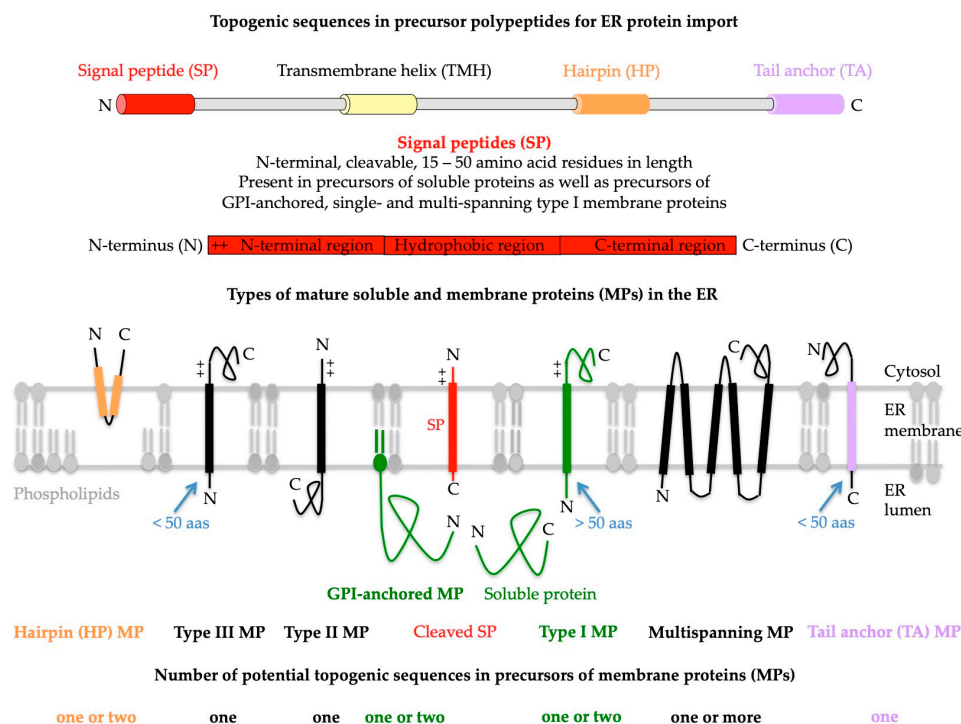 Topogenic sequences in precursor polypeptides for ER protein import
Signal peptide (SP)
Transmembrane helix (TMH)
Hairpin (HP)
Tail anchor (TA)
N
C
Signal peptides (SP)
N-terminal, cleavable, 15 – 50 amino acid residues in length
Present in precursors of soluble proteins as well as precursors of
GPI-anchored, single- and multi-spanning type I membrane proteins
N-terminus (N) ++ N-terminal region Hydrophobic region C-terminal region C-terminus (C)
Types of mature soluble and membrane proteins (MPs) in the ER
N C
++
C
N
++
N
++
++
C
C
N
C
Cytosol
SP
ER
membrane
Phospholipids
N
C
C
N
N
N
C
ER
lumen
< 50 aas
> 50 aas
< 50 aas
N
N
C
GPI-anchored MP
Soluble protein
Hairpin (HP) MP
Type III MP
Type II MP
Cleaved SP
Type I MP
Multispanning MP
Tail anchor (TA) MP
Number of potential topogenic sequences in precursors of membrane proteins (MPs)
one or two
one
one
one or two
one or two
one or more
one